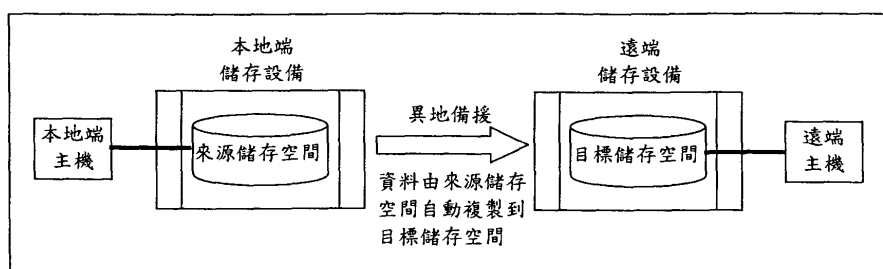 本地端
儲存設備
遠端
儲存設備
本地端
主機
來源儲存空間
異地備援
資料由來源儲存
空間自動複製到
目標儲存空間
目標儲存空間
遠端
主機